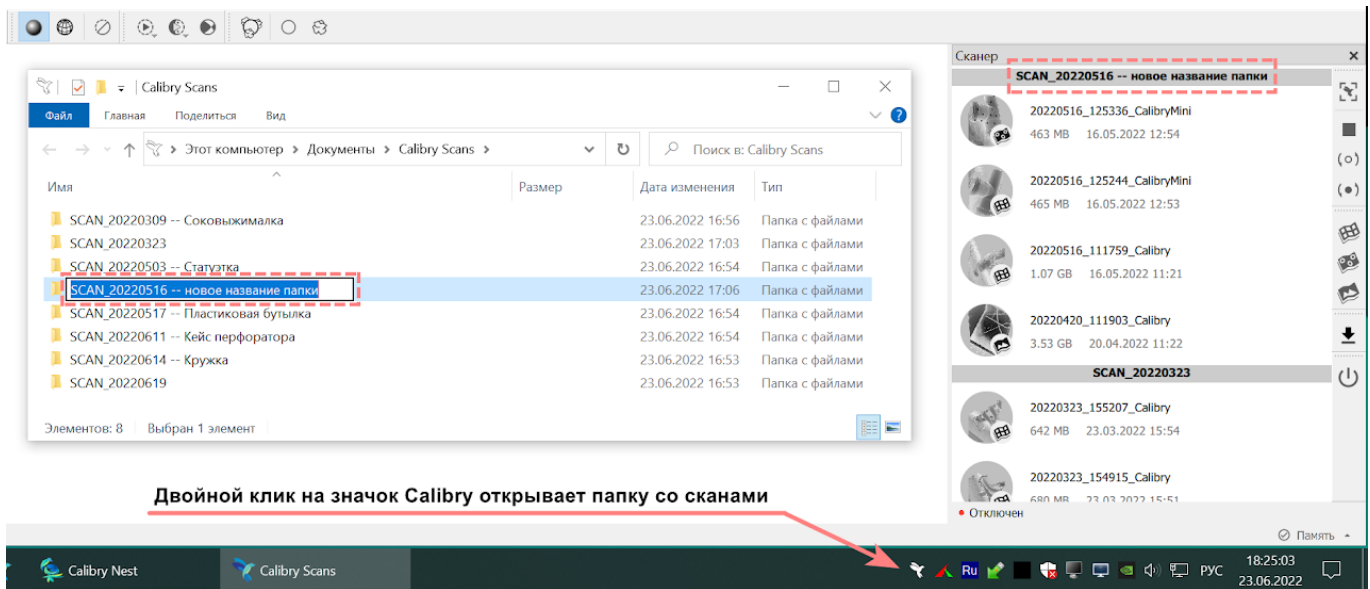 Сканер
SCAN_20220516 -- новое название папки
20220516_125336_CalibryMini
463 MB 16.05.2022 12:54
20220516_125244_CalibryMini
465 MB 16.05.2022 12:53
20220516_111759_Calibry
1.07 GB 16.05.2022 11:21
20220420_111903_Calibry
3.53 GB 20.04.2022 11:22
SCAN_20220323
20220323_155207_Calibry
642 MB 23.03.2022 15:54
20220323_154915_Calibry
680 MB 23.03.2022 15:51
Отключен
Память
Calibry Scans
Файл Главная Поделиться Вид
Этот компьютер > Документы > Calibry Scans >
Поиск в: Calibry Scans
Имя Размер Дата изменения Тип
SCAN_20220309 -- Соковыжималка 23.06.2022 16:56 Папка с файлами
SCAN_20220323 23.06.2022 17:03 Папка с файлами
SCAN_20220503 -- Статуэтка 23.06.2022 16:54 Папка с файлами
SCAN_20220516 -- новое название папки 23.06.2022 17:06 Папка с файлами
SCAN_20220517 -- Пластиковая бутылка 23.06.2022 16:54 Папка с файлами
SCAN_20220611 -- Кейс перфоратора 23.06.2022 16:54 Папка с файлами
SCAN_20220614 -- Кружка 23.06.2022 16:53 Папка с файлами
SCAN_20220619 23.06.2022 16:53 Папка с файлами
Элементов: 8 Выбран 1 элемент
Двойной клик на значок Calibry открывает папку со сканами
Calibry Nest
Calibry Scans
Ru
РУС
18:25:03
23.06.2022